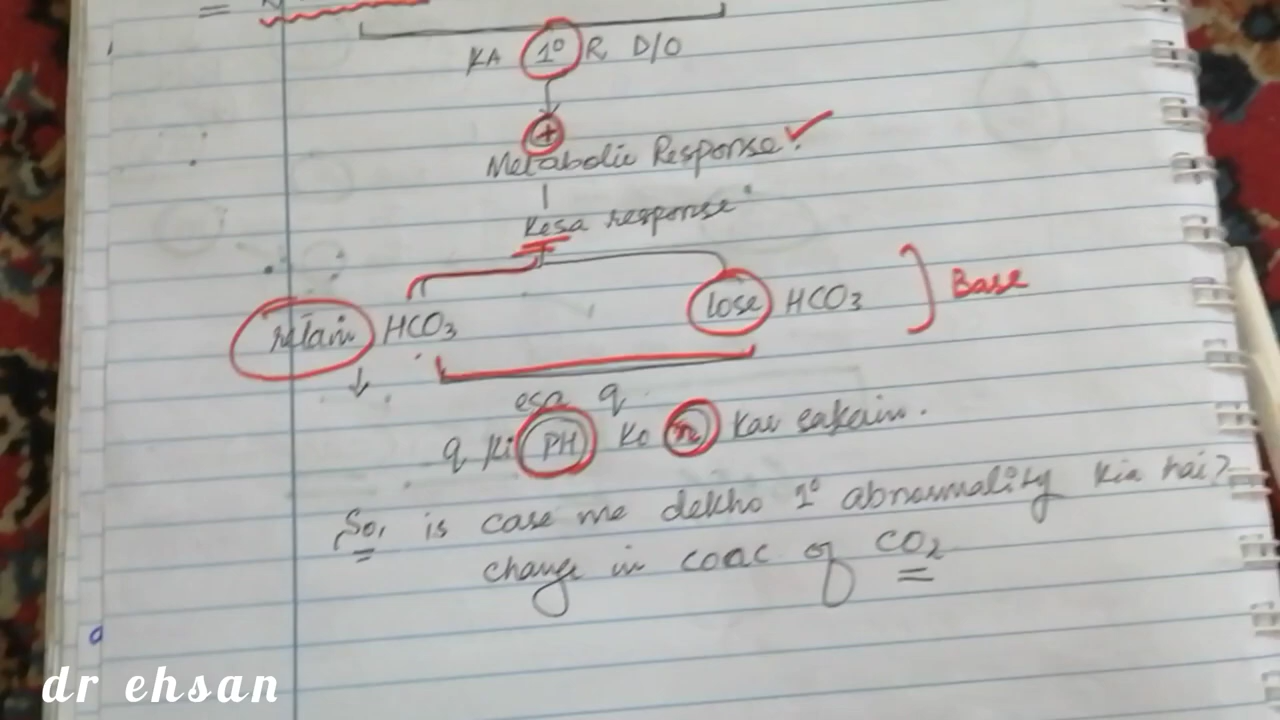 =
KA 1° R D/O
+
Metabolic Response.
Kesa response
retain HCO3 lose HCO3 Base
q
q ki PH ko n kar sakain.
So, is case me dekho 1° abnormality kia hai?
change in conc of CO2
dr ehsan